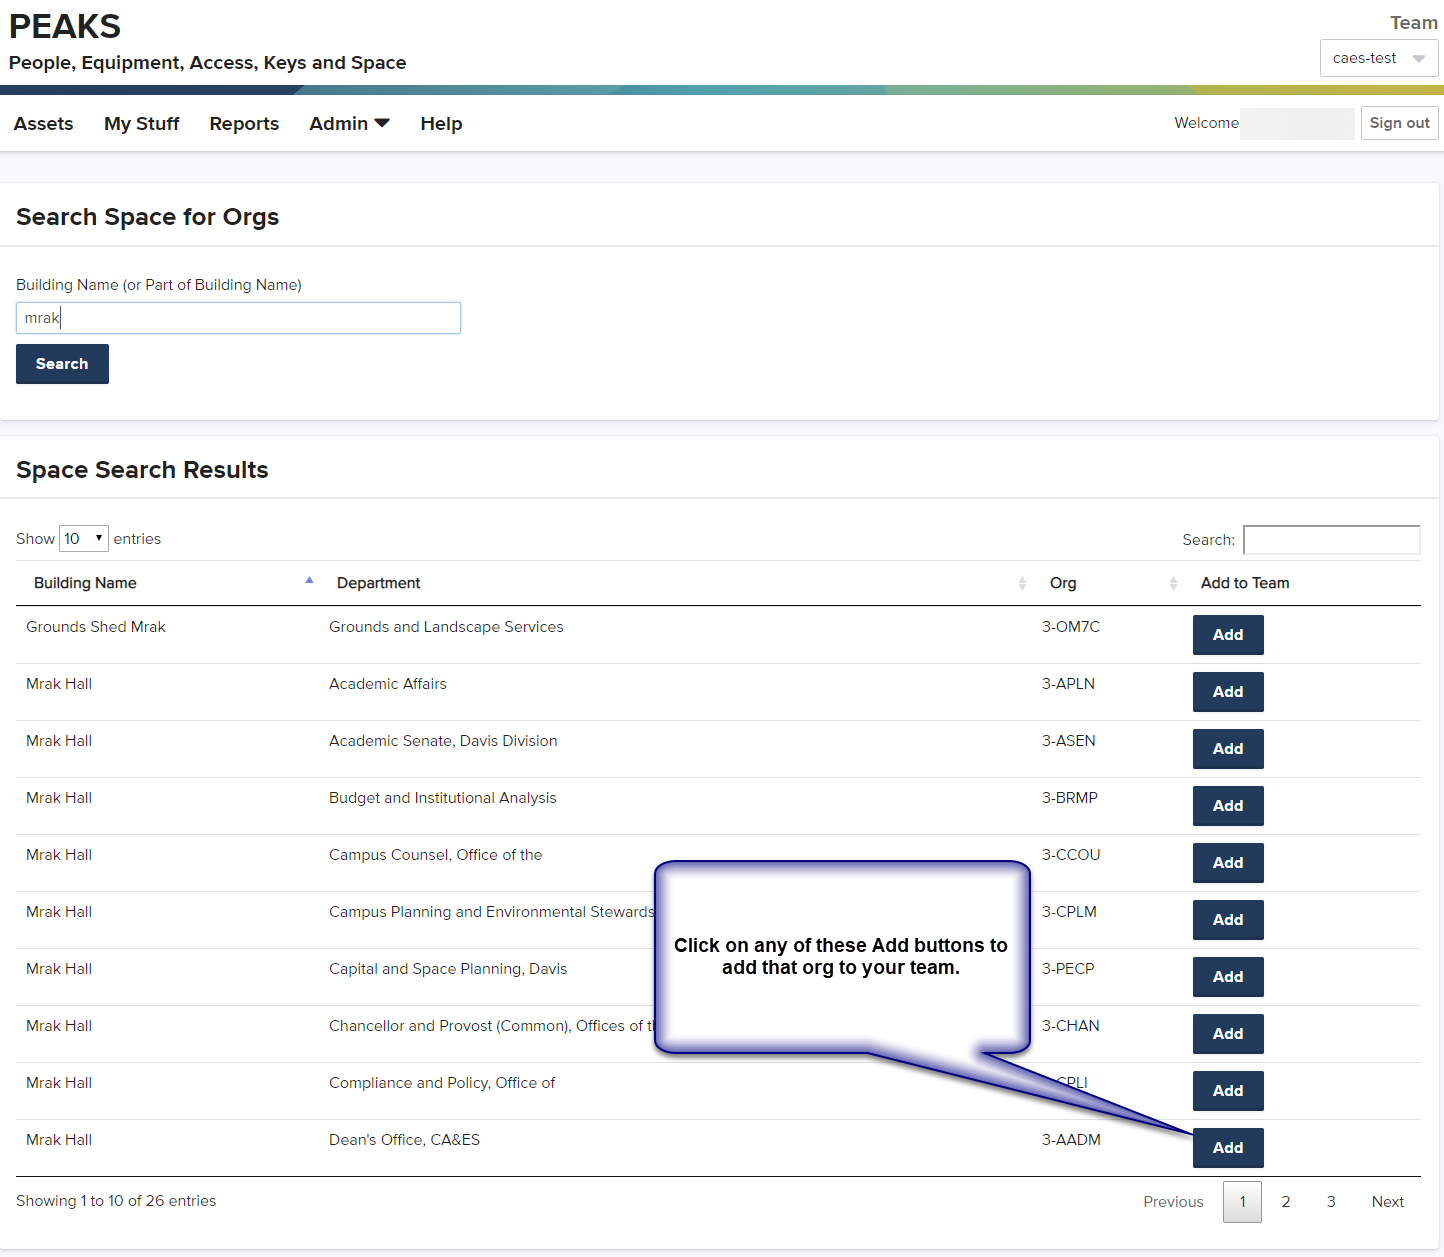 PEAKS
Team
People, Equipment, Access, Keys and Space
caes-test
Assets My Stuff Reports Admin Help Welcome Sign out
Search Space for Orgs
Building Name (or Part of Building Name)
mrak
Search
Space Search Results
Show 10 entries Search:
Building Name Department Org Add to Team
Grounds Shed Mrak Grounds and Landscape Services 3-OM7C Add
Mrak Hall Academic Affairs 3-APLN Add
Mrak Hall Academic Senate, Davis Division 3-ASEN Add
Mrak Hall Budget and Institutional Analysis 3-BRMP Add
Mrak Hall Campus Counsel, Office of the 3-CCOU Add
Mrak Hall Campus Planning and Environmental Stewards 3-CPLM Add
Click on any of these Add buttons to
add that org to your team.
Mrak Hall Capital and Space Planning, Davis 3-PECP Add
Mrak Hall Chancellor and Provost (Common), Offices of 3-CHAN Add
Mrak Hall Compliance and Policy, Office of CPLI Add
Mrak Hall Dean's Office, CA&ES 3-AADM Add
Showing 1 to 10 of 26 entries Previous 1 2 3 Next